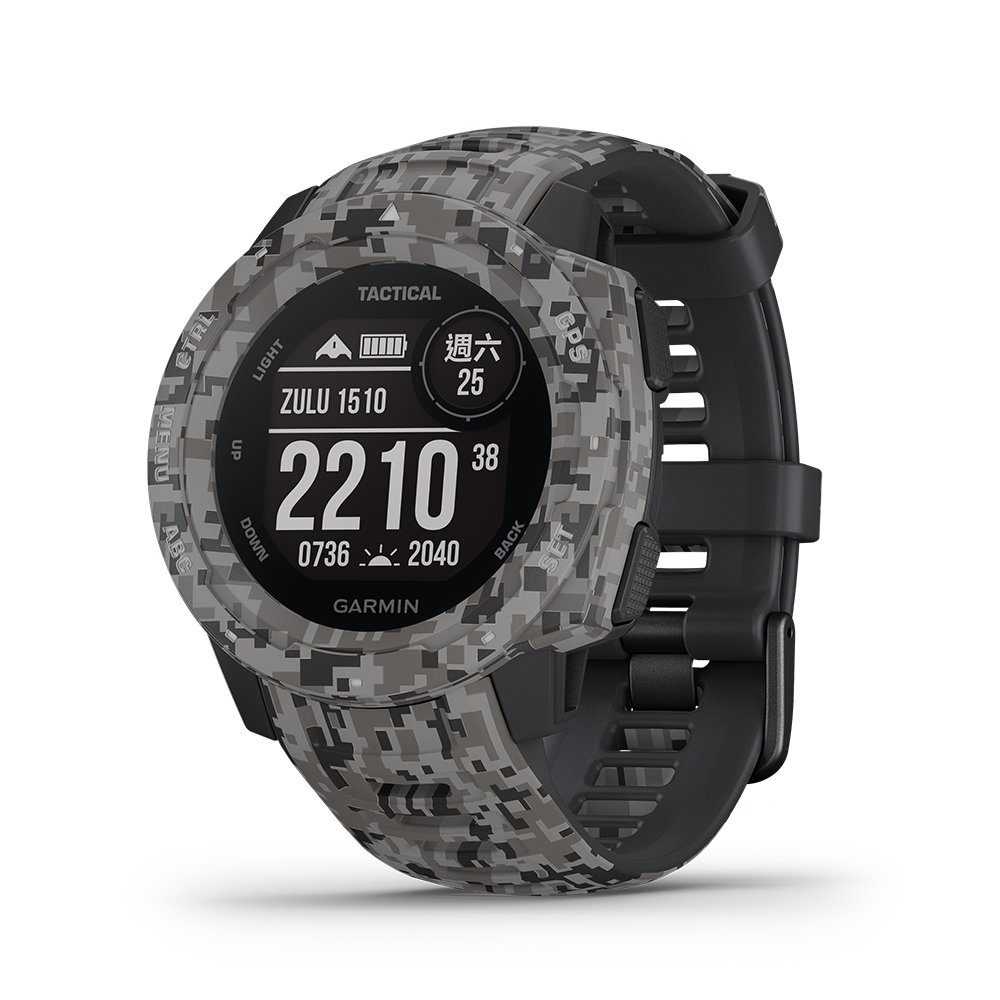 TACTICAL
LIGHT
CTRL
GPS
週六
25
ZULU 1510
MENU
UP
2210 38
ABC
DOWN
BACK
SET
0736 2040
GARMIN